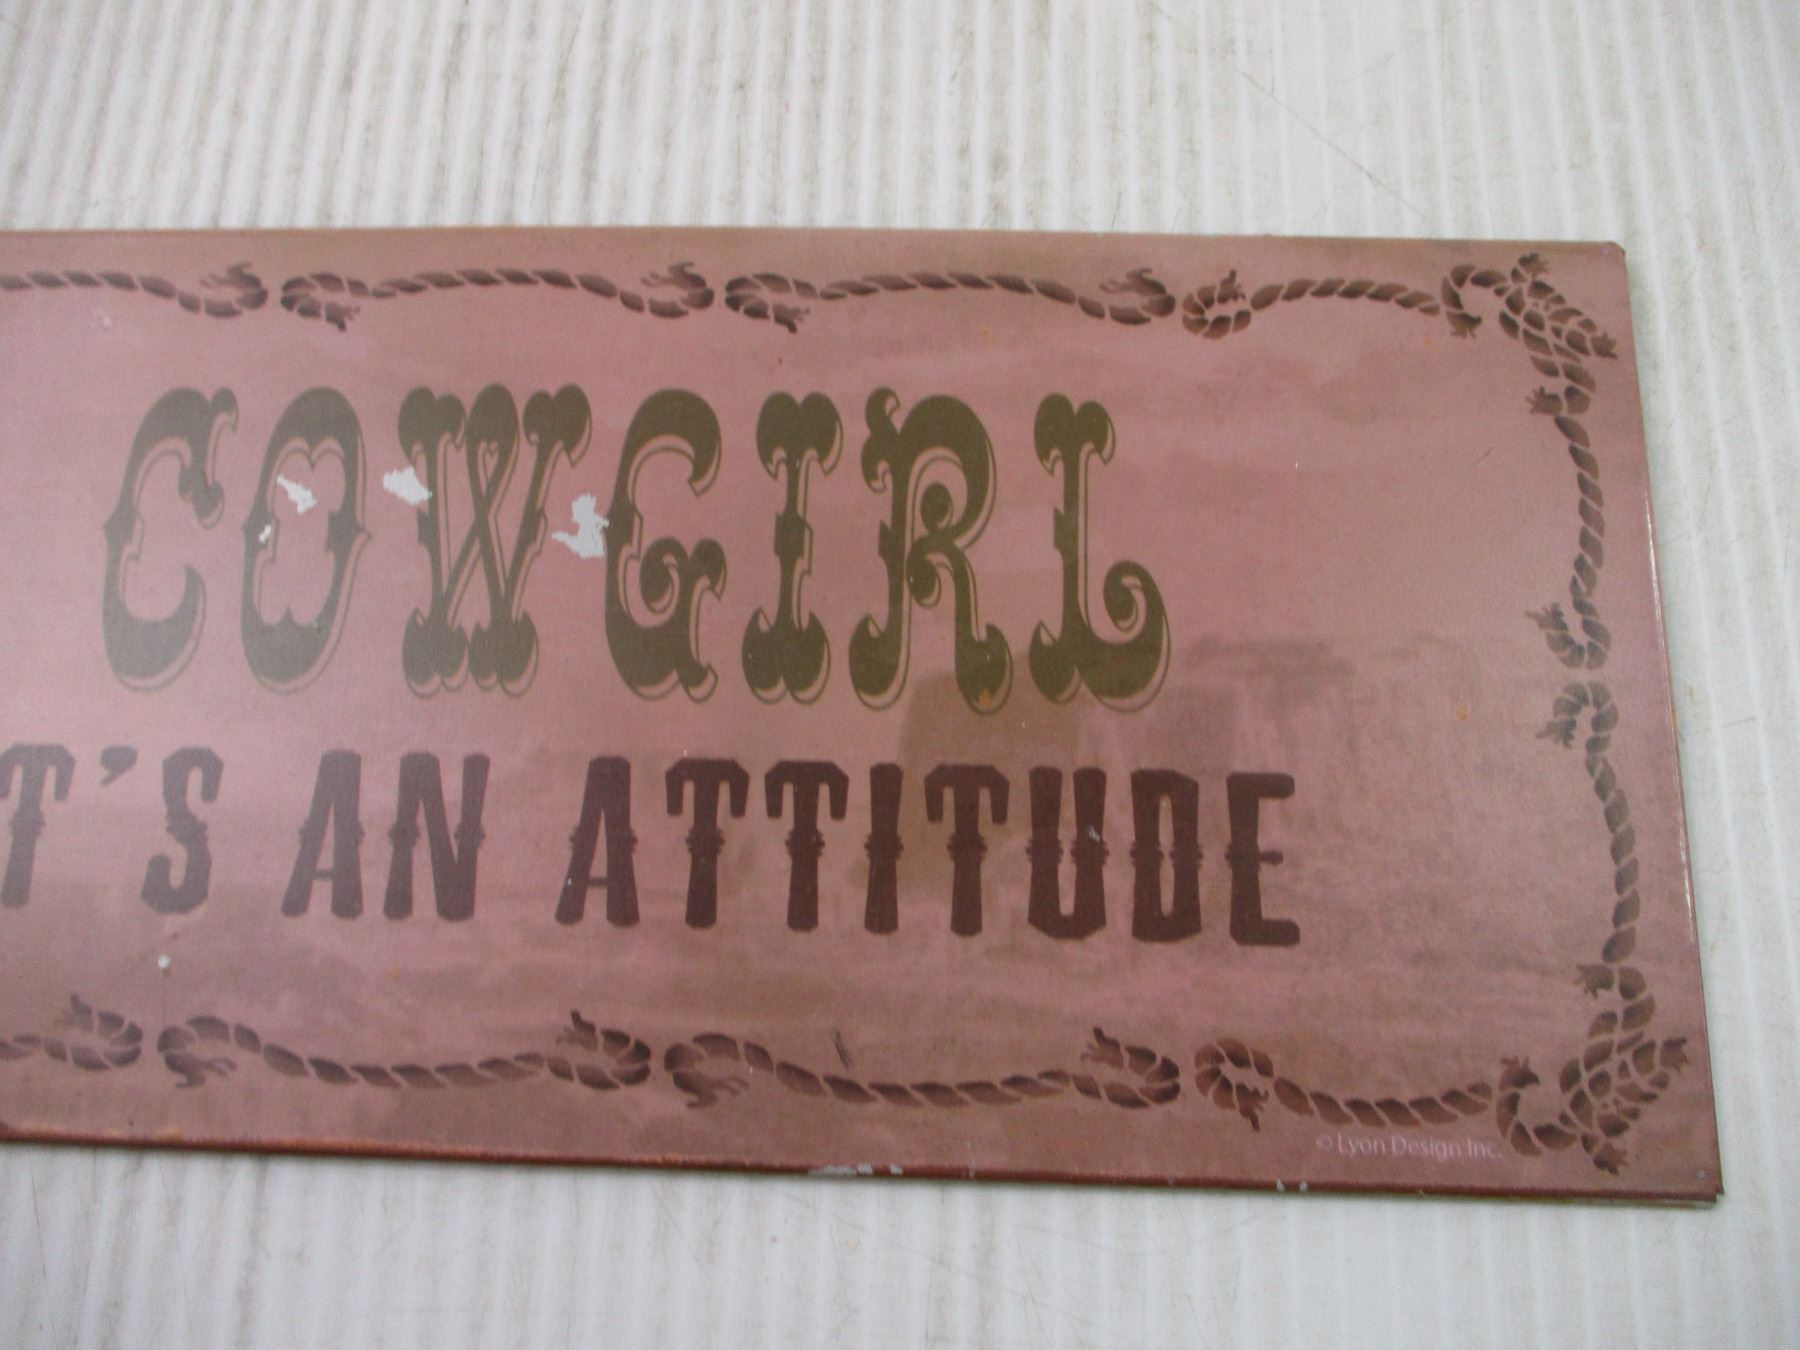 COWGIRL
T'S AN ATTITUDE
© Lyon Design Inc.